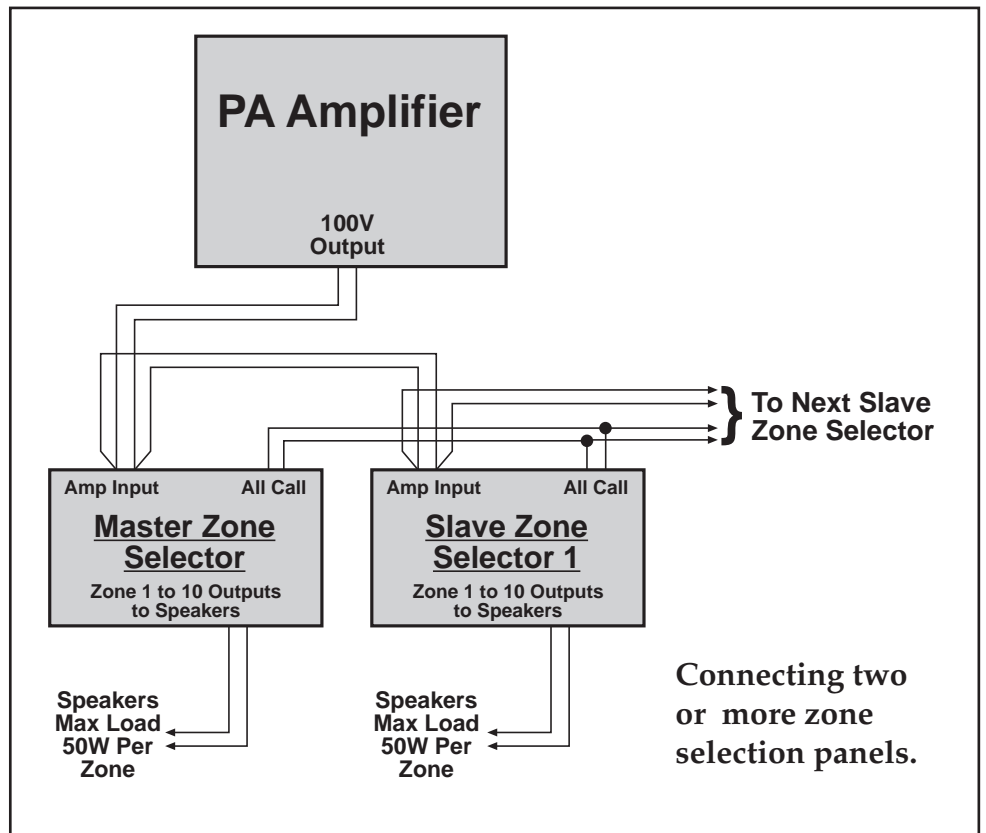 PA Amplifier
100V
Output
To Next Slave
Zone Selector
Amp Input All Call
Master Zone
Selector
Zone 1 to 10 Outputs
to Speakers
Amp Input All Call
Slave Zone
Selector 1
Zone 1 to 10 Outputs
to Speakers
Speakers
Max Load
50W Per
Zone
Speakers
Max Load
50W Per
Zone
Connecting two
or more zone
selection panels.